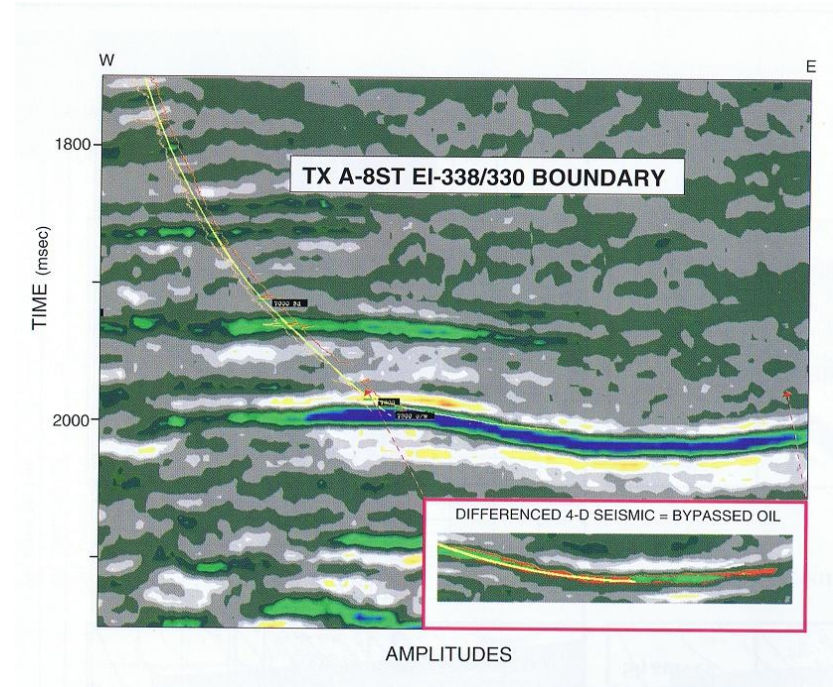 W
E
1800
TX A-8ST EI-338/330 BOUNDARY
TIME (msec)
2000
DIFFERENCED 4-D SEISMIC = BYPASSED OIL
AMPLITUDES